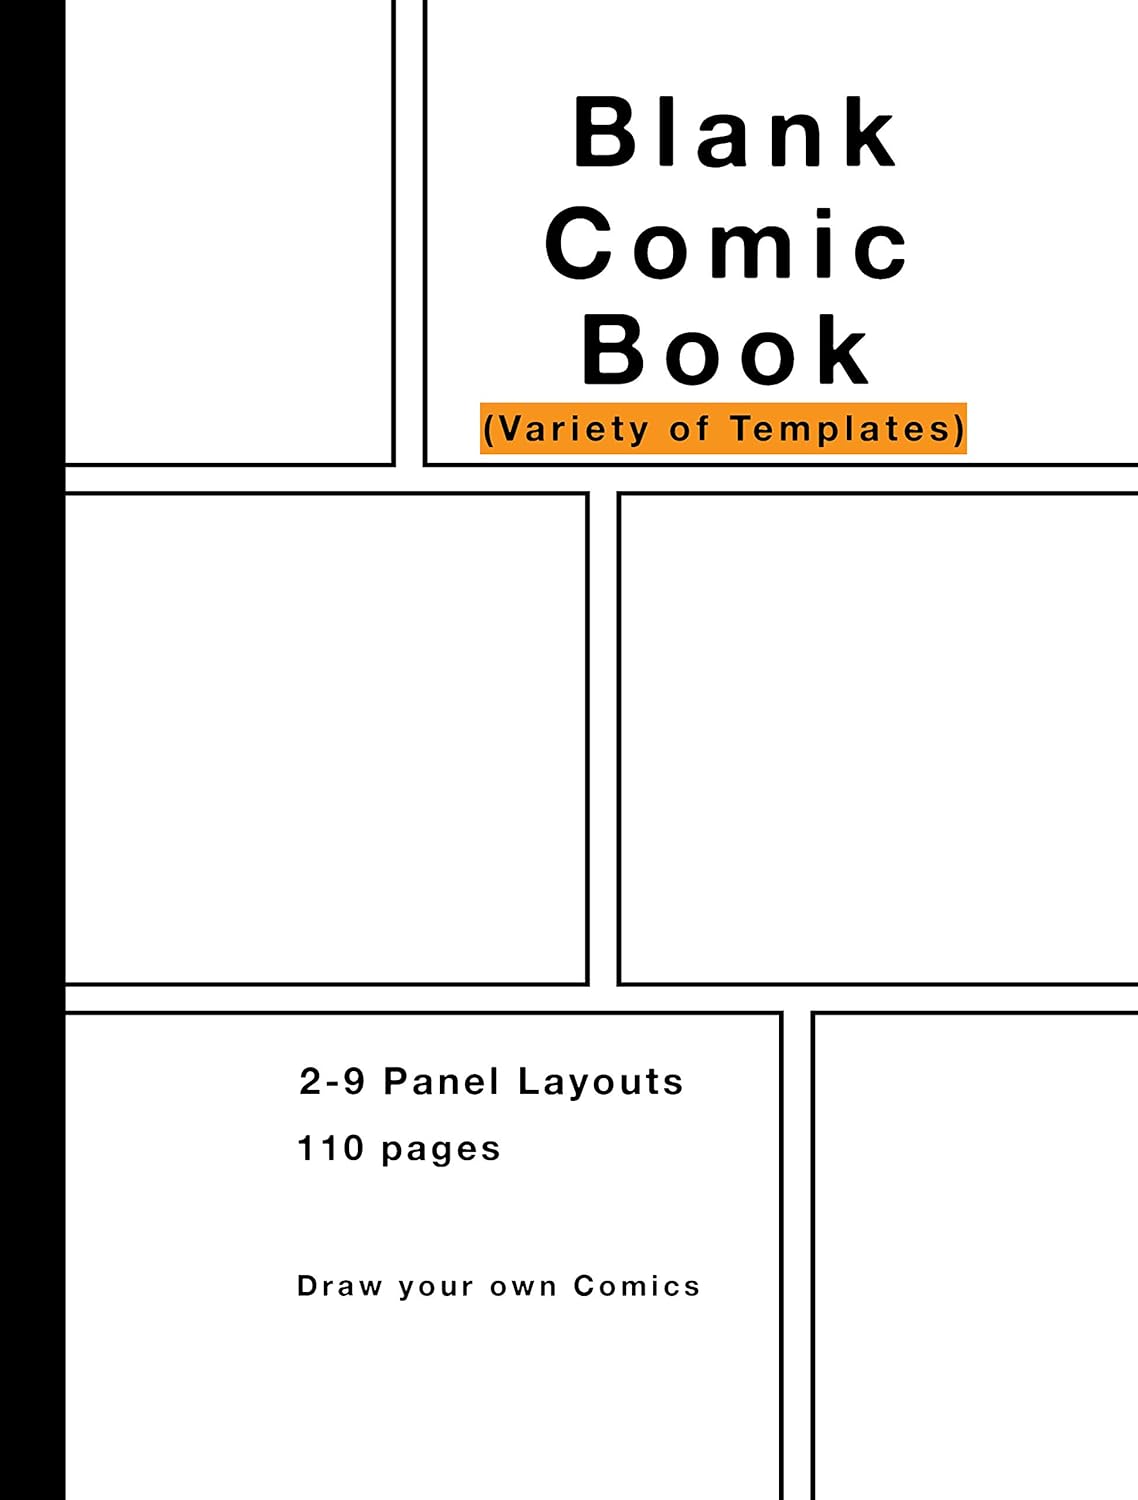 Blank
Comic
Book
(Variety of Templates)
2-9 Panel Layouts
110 pages
Draw your own Comics